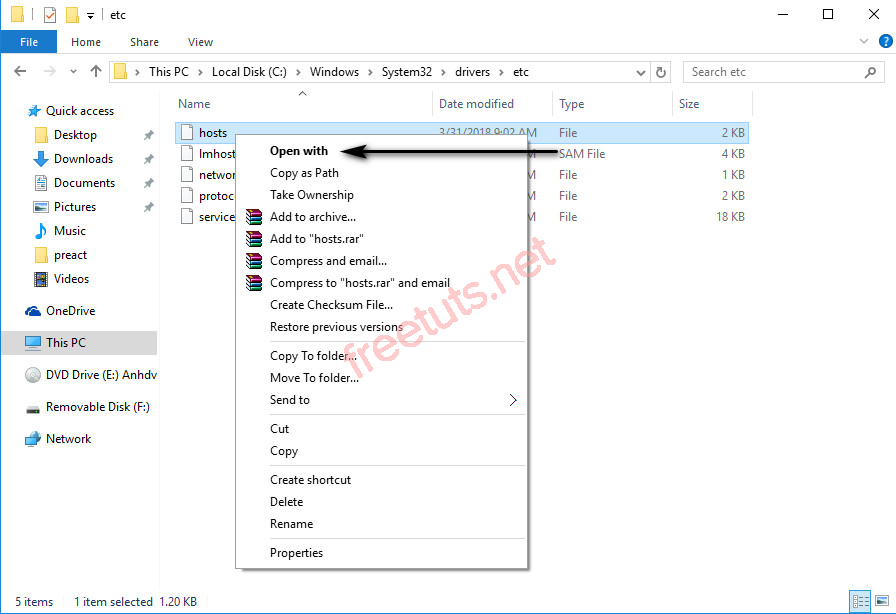 etc
File Home Share View
This PC Local Disk (C:) Windows System32 drivers etc
Search etc
Quick access
Desktop
Downloads
Documents
Pictures
Music
preact
Videos
OneDrive
This PC
DVD Drive (E:) Anhdv
Removable Disk (F:)
Network
Name Date modified Type Size
hosts 3/31/2018 9:02 AM File 2 KB
lmhost M SAM File 4 KB
networ M File 1 KB
protoc M File 2 KB
service M File 18 KB
Open with
Copy as Path
Take Ownership
Add to archive...
Add to "hosts.rar"
Compress and email...
Compress to "hosts.rar" and email
Create Checksum File...
Restore previous versions
Copy To folder...
Move To folder...
Send to
Cut
Copy
Create shortcut
Delete
Rename
Properties
freetuts.net
5 items 1 item selected 1.20 KB